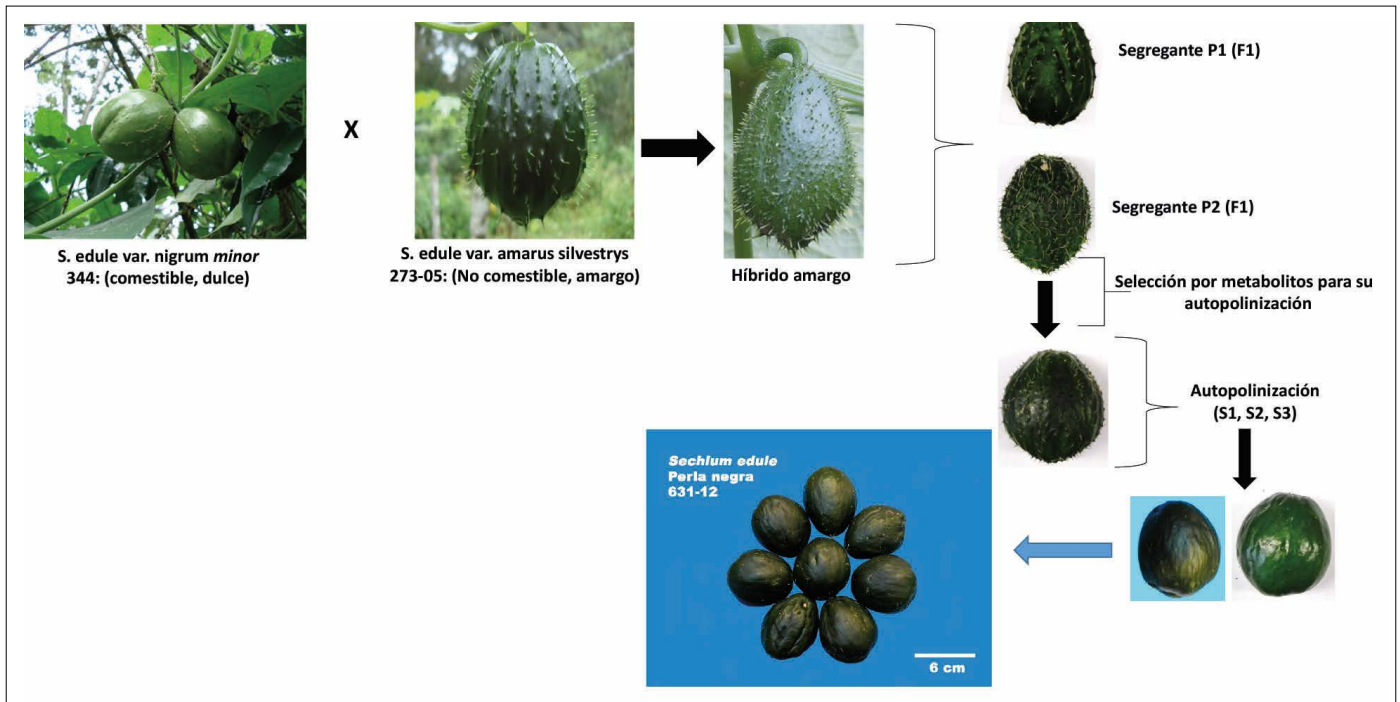 S. edule var. nigrum minor
344: (comestible, dulce)
X
S. edule var. amarus silvestrys
273-05: (No comestible, amargo)
Híbrido amargo
Segregante P1 (F1)
Segregante P2 (F1)
Selección por metabolitos para su
autopolinización
Autopolinización
(S1, S2, S3)
Sechium edule
Perla negra
631-12
6 cm